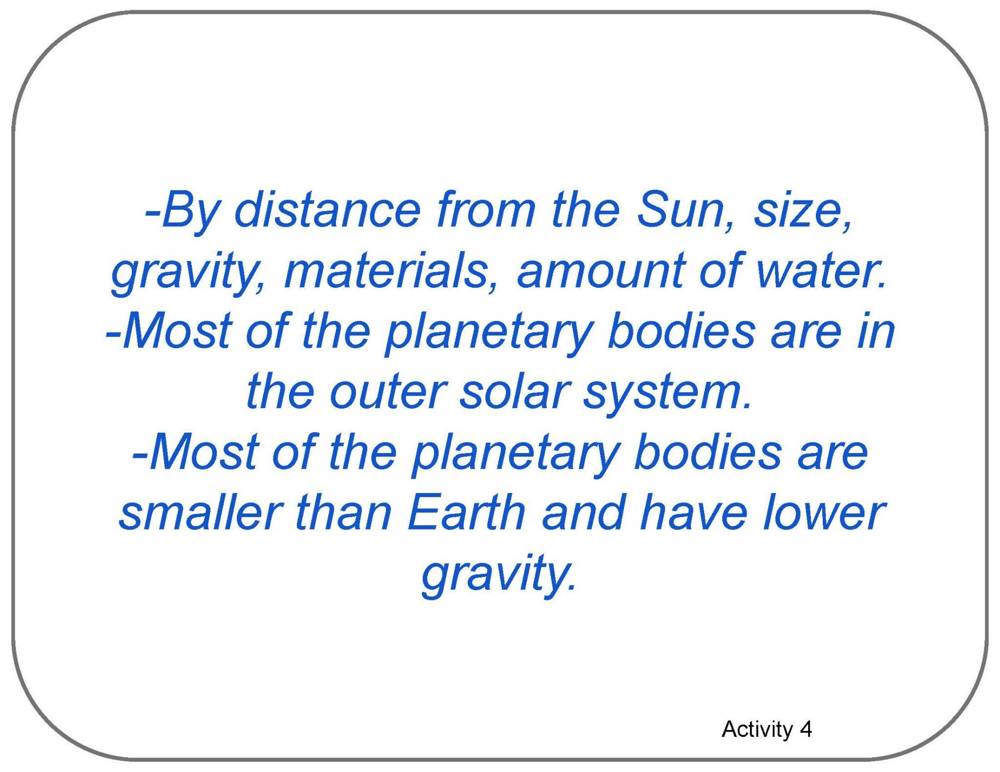 -By distance from the Sun, size,
gravity, materials, amount of water.
-Most of the planetary bodies are in
the outer solar system.
-Most of the planetary bodies are
smaller than Earth and have lower
gravity.
Activity 4